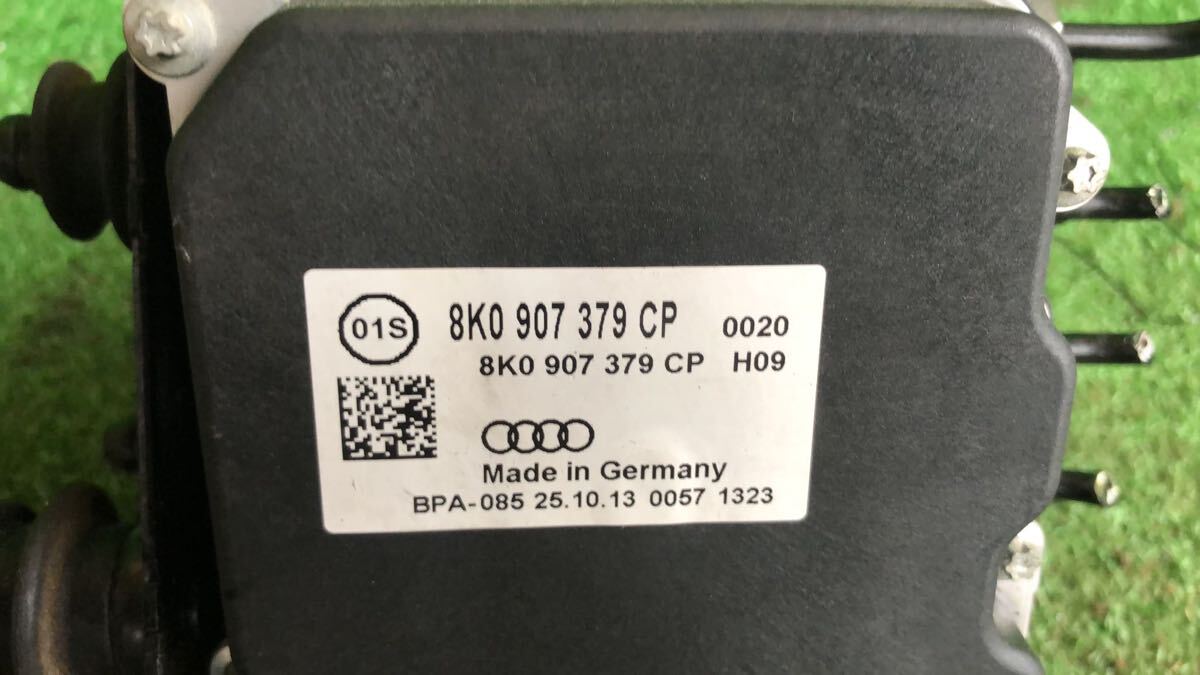 01S 8K0 907 379 CP 0020
8K0 907 379 CP H09
Made in Germany
BPA-085 25.10.13 0057 1323